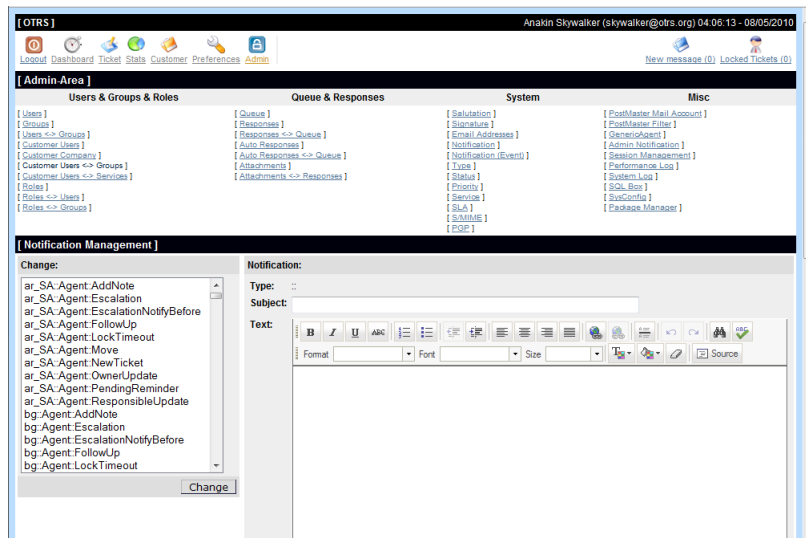 [ OTRS ] Anakin Skywalker (skywalker@otrs.org) 04:06:13 - 08/05/2010
Logout Dashboard Ticket Stats Customer Preferences Admin New message (0) Locked Tickets (0)
[ Admin-Area ]
Users & Groups & Roles Queue & Responses System Misc
[ Users ] [ Queue ] [ Salutation ] [ PostMaster Mail Account ]
[ Groups ] [ Responses ] [ Signature ] [ PostMaster Filter ]
[ Users <-> Groups ] [ Responses <-> Queue ] [ Email Addresses ] [ GenericAgent ]
[ Customer Users ] [ Auto Responses ] [ Notification ] [ Admin Notification ]
[ Customer Company ] [ Auto Responses <-> Queue ] [ Notification (Event) ] [ Session Management ]
[ Customer Users <-> Groups ] [ Attachments ] [ Type ] [ Performance Log ]
[ Customer Users <-> Services ] [ Attachments <-> Responses ] [ Status ] [ System Log ]
[ Roles ] [ Priority ] [ SQL Box ]
[ Roles <-> Users ] [ Service ] [ SysConfig ]
[ Roles <-> Groups ] [ SLA ] [ Package Manager ]
[ S/MIME ]
[ PGP ]
[ Notification Management ]
Change: Notification:
ar_SA::Agent::AddNote
ar_SA::Agent::Escalation
ar_SA::Agent::EscalationNotifyBefore
ar_SA::Agent::FollowUp
ar_SA::Agent::LockTimeout
ar_SA::Agent::Move
ar_SA::Agent::NewTicket
ar_SA::Agent::OwnerUpdate
ar_SA::Agent::PendingReminder
ar_SA::Agent::ResponsibleUpdate
bg::Agent::AddNote
bg::Agent::Escalation
bg::Agent::EscalationNotifyBefore
bg::Agent::FollowUp
bg::Agent::LockTimeout
Change
Type: ::
Subject:
Text:
B I U ABC
Format Font Size Source